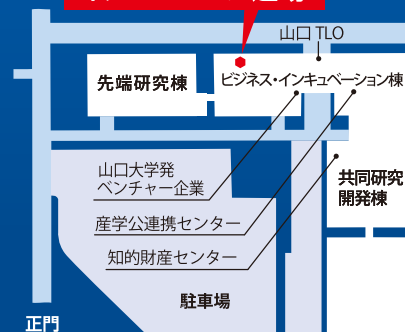 山口 TLO
先端研究棟
ビジネス・インキュベーション棟
山口大学発
ベンチャー企業
共同研究
開発棟
産学公連携センター
知的財産センター
駐車場
正門